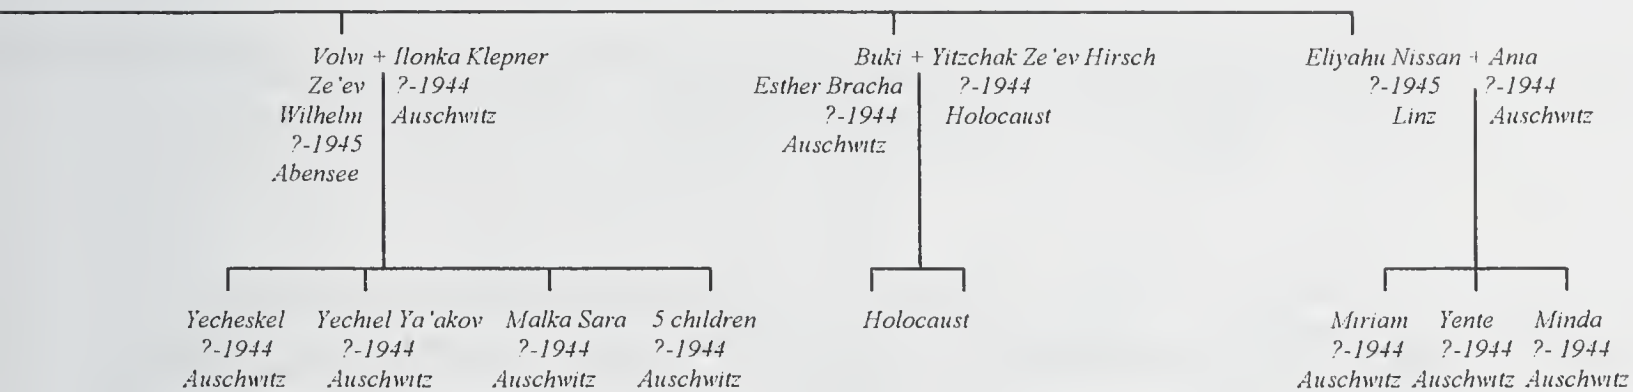 Volvi + Ilonka Klepner
Ze'ev ?-1944
Wilhelm Auschwitz
?-1945
Abensee
Buki + Yitzchak Ze'ev Hirsch
Esther Bracha ?-1944
?-1944 Holocaust
Auschwitz
Eliyahu Nissan + Ania
?-1945 ?-1944
Linz Auschwitz
Yecheskel Yechiel Ya'akov Malka Sara 5 children
?-1944 ?-1944 ?-1944 ?-1944
Auschwitz Auschwitz Auschwitz Auschwitz
Holocaust
Miriam Yente Minda
?-1944 ?-1944 ?- 1944
Auschwitz Auschwitz Auschwitz